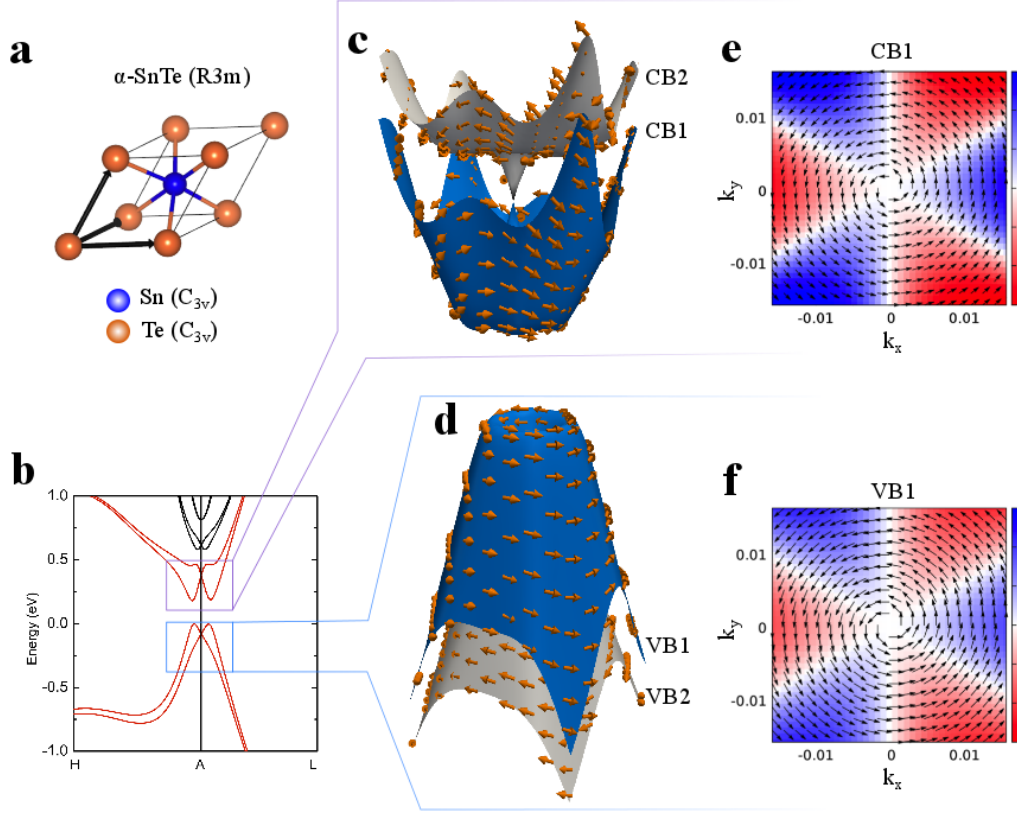 a
α-SnTe (R3m)
Sn (C3v)
Te (C3v)
b
1.0
0.5
0.0
-0.5
-1.0
Energy (eV)
H
A
L
c
CB2
CB1
d
VB1
VB2
e
CB1
0.01
0
-0.01
ky
-0.01
0
0.01
kx
f
VB1
0.01
0
-0.01
ky
-0.01
0
0.01
kx